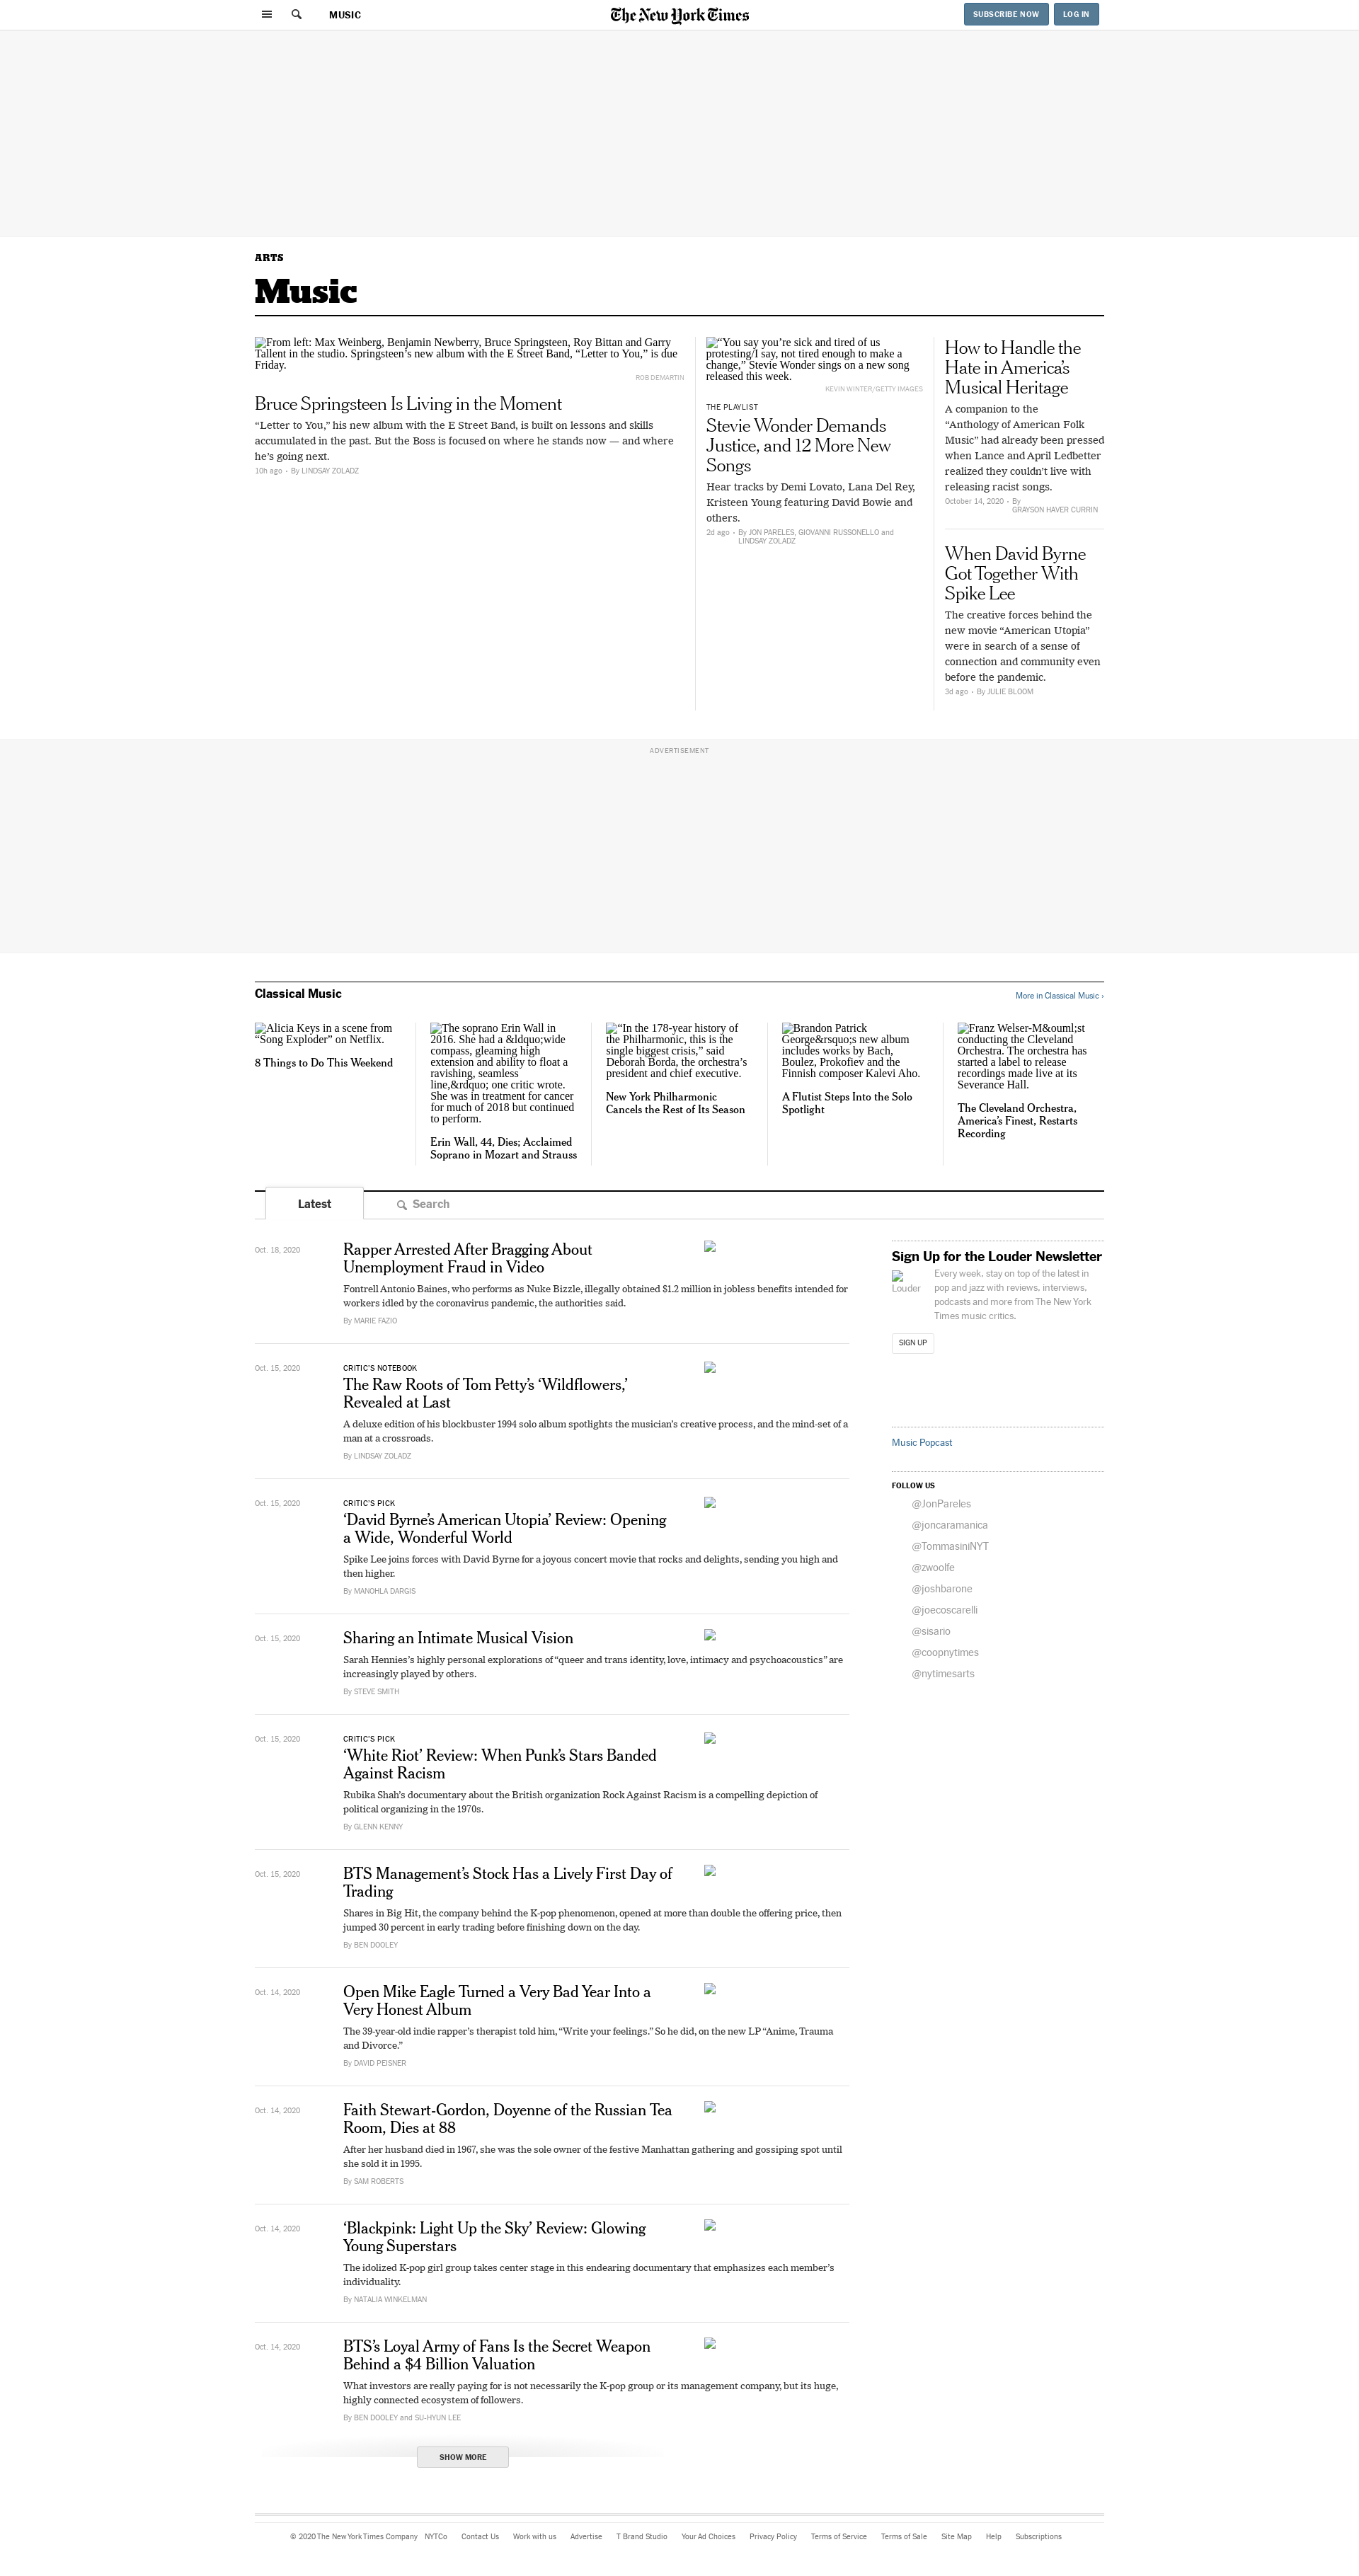 MUSIC
The New York Times
SUBSCRIBE NOW
LOG IN
ARTS
Music
From left: Max Weinberg, Benjamin Newberry, Bruce Springsteen, Roy Bittan and Garry
Tallent in the studio. Springsteen’s new album with the E Street Band, “Letter to You,” is due
Friday.
ROB DEMARTIN
Bruce Springsteen Is Living in the Moment
“Letter to You,” his new album with the E Street Band, is built on lessons and skills
accumulated in the past. But the Boss is focused on where he stands now — and where
he’s going next.
10h ago • By LINDSAY ZOLADZ
“You say you’re sick and tired of us
protesting/I say, not tired enough to make a
change,” Stevie Wonder sings on a new song
released this week.
KEVIN WINTER/GETTY IMAGES
THE PLAYLIST
Stevie Wonder Demands
Justice, and 12 More New
Songs
Hear tracks by Demi Lovato, Lana Del Rey,
Kristeen Young featuring David Bowie and
others.
2d ago • By JON PARELES, GIOVANNI RUSSONELLO and
LINDSAY ZOLADZ
How to Handle the
Hate in America’s
Musical Heritage
A companion to the
“Anthology of American Folk
Music” had already been pressed
when Lance and April Ledbetter
realized they couldn’t live with
releasing racist songs.
October 14, 2020 • By
GRAYSON HAVER CURRIN
When David Byrne
Got Together With
Spike Lee
The creative forces behind the
new movie “American Utopia”
were in search of a sense of
connection and community even
before the pandemic.
3d ago • By JULIE BLOOM
ADVERTISEMENT
Classical Music
More in Classical Music ›
Alicia Keys in a scene from
“Song Exploder” on Netflix.
8 Things to Do This Weekend
The soprano Erin Wall in
2016. She had a &ldquo;wide
compass, gleaming high
extension and ability to float a
ravishing, seamless
line,&rdquo; one critic wrote.
She was in treatment for cancer
for much of 2018 but continued
to perform.
Erin Wall, 44, Dies; Acclaimed
Soprano in Mozart and Strauss
“In the 178-year history of
the Philharmonic, this is the
single biggest crisis,” said
Deborah Borda, the orchestra’s
president and chief executive.
New York Philharmonic
Cancels the Rest of Its Season
Brandon Patrick
George&rsquo;s new album
includes works by Bach,
Boulez, Prokofiev and the
Finnish composer Kalevi Aho.
A Flutist Steps Into the Solo
Spotlight
Franz Welser-M&ouml;st
conducting the Cleveland
Orchestra. The orchestra has
started a label to release
recordings made live at its
Severance Hall.
The Cleveland Orchestra,
America’s Finest, Restarts
Recording
Latest
Search
Oct. 18, 2020
Rapper Arrested After Bragging About
Unemployment Fraud in Video
Fontrell Antonio Baines, who performs as Nuke Bizzle, illegally obtained $1.2 million in jobless benefits intended for
workers idled by the coronavirus pandemic, the authorities said.
By MARIE FAZIO
Oct. 15, 2020
CRITIC’S NOTEBOOK
The Raw Roots of Tom Petty’s ‘Wildflowers,’
Revealed at Last
A deluxe edition of his blockbuster 1994 solo album spotlights the musician’s creative process, and the mind-set of a
man at a crossroads.
By LINDSAY ZOLADZ
Oct. 15, 2020
CRITIC’S PICK
‘David Byrne’s American Utopia’ Review: Opening
a Wide, Wonderful World
Spike Lee joins forces with David Byrne for a joyous concert movie that rocks and delights, sending you high and
then higher.
By MANOHLA DARGIS
Oct. 15, 2020
Sharing an Intimate Musical Vision
Sarah Hennies’s highly personal explorations of “queer and trans identity, love, intimacy and psychoacoustics” are
increasingly played by others.
By STEVE SMITH
Oct. 15, 2020
CRITIC’S PICK
‘White Riot’ Review: When Punk’s Stars Banded
Against Racism
Rubika Shah’s documentary about the British organization Rock Against Racism is a compelling depiction of
political organizing in the 1970s.
By GLENN KENNY
Oct. 15, 2020
BTS Management’s Stock Has a Lively First Day of
Trading
Shares in Big Hit, the company behind the K-pop phenomenon, opened at more than double the offering price, then
jumped 30 percent in early trading before finishing down on the day.
By BEN DOOLEY
Oct. 14, 2020
Open Mike Eagle Turned a Very Bad Year Into a
Very Honest Album
The 39-year-old indie rapper’s therapist told him, “Write your feelings.” So he did, on the new LP “Anime, Trauma
and Divorce.”
By DAVID PEISNER
Oct. 14, 2020
Faith Stewart-Gordon, Doyenne of the Russian Tea
Room, Dies at 88
After her husband died in 1967, she was the sole owner of the festive Manhattan gathering and gossiping spot until
she sold it in 1995.
By SAM ROBERTS
Oct. 14, 2020
‘Blackpink: Light Up the Sky’ Review: Glowing
Young Superstars
The idolized K-pop girl group takes center stage in this endearing documentary that emphasizes each member’s
individuality.
By NATALIA WINKELMAN
Oct. 14, 2020
BTS’s Loyal Army of Fans Is the Secret Weapon
Behind a $4 Billion Valuation
What investors are really paying for is not necessarily the K-pop group or its management company, but its huge,
highly connected ecosystem of followers.
By BEN DOOLEY and SU-HYUN LEE
SHOW MORE
Sign Up for the Louder Newsletter
Louder
Every week, stay on top of the latest in
pop and jazz with reviews, interviews,
podcasts and more from The New York
Times music critics.
SIGN UP
Music Popcast
FOLLOW US
@JonPareles
@joncaramanica
@TommasiniNYT
@zwoolfe
@joshbarone
@joecoscarelli
@sisario
@coopnytimes
@nytimesarts
© 2020 The New York Times Company NYTCo Contact Us Work with us Advertise T Brand Studio Your Ad Choices Privacy Policy Terms of Service Terms of Sale Site Map Help Subscriptions